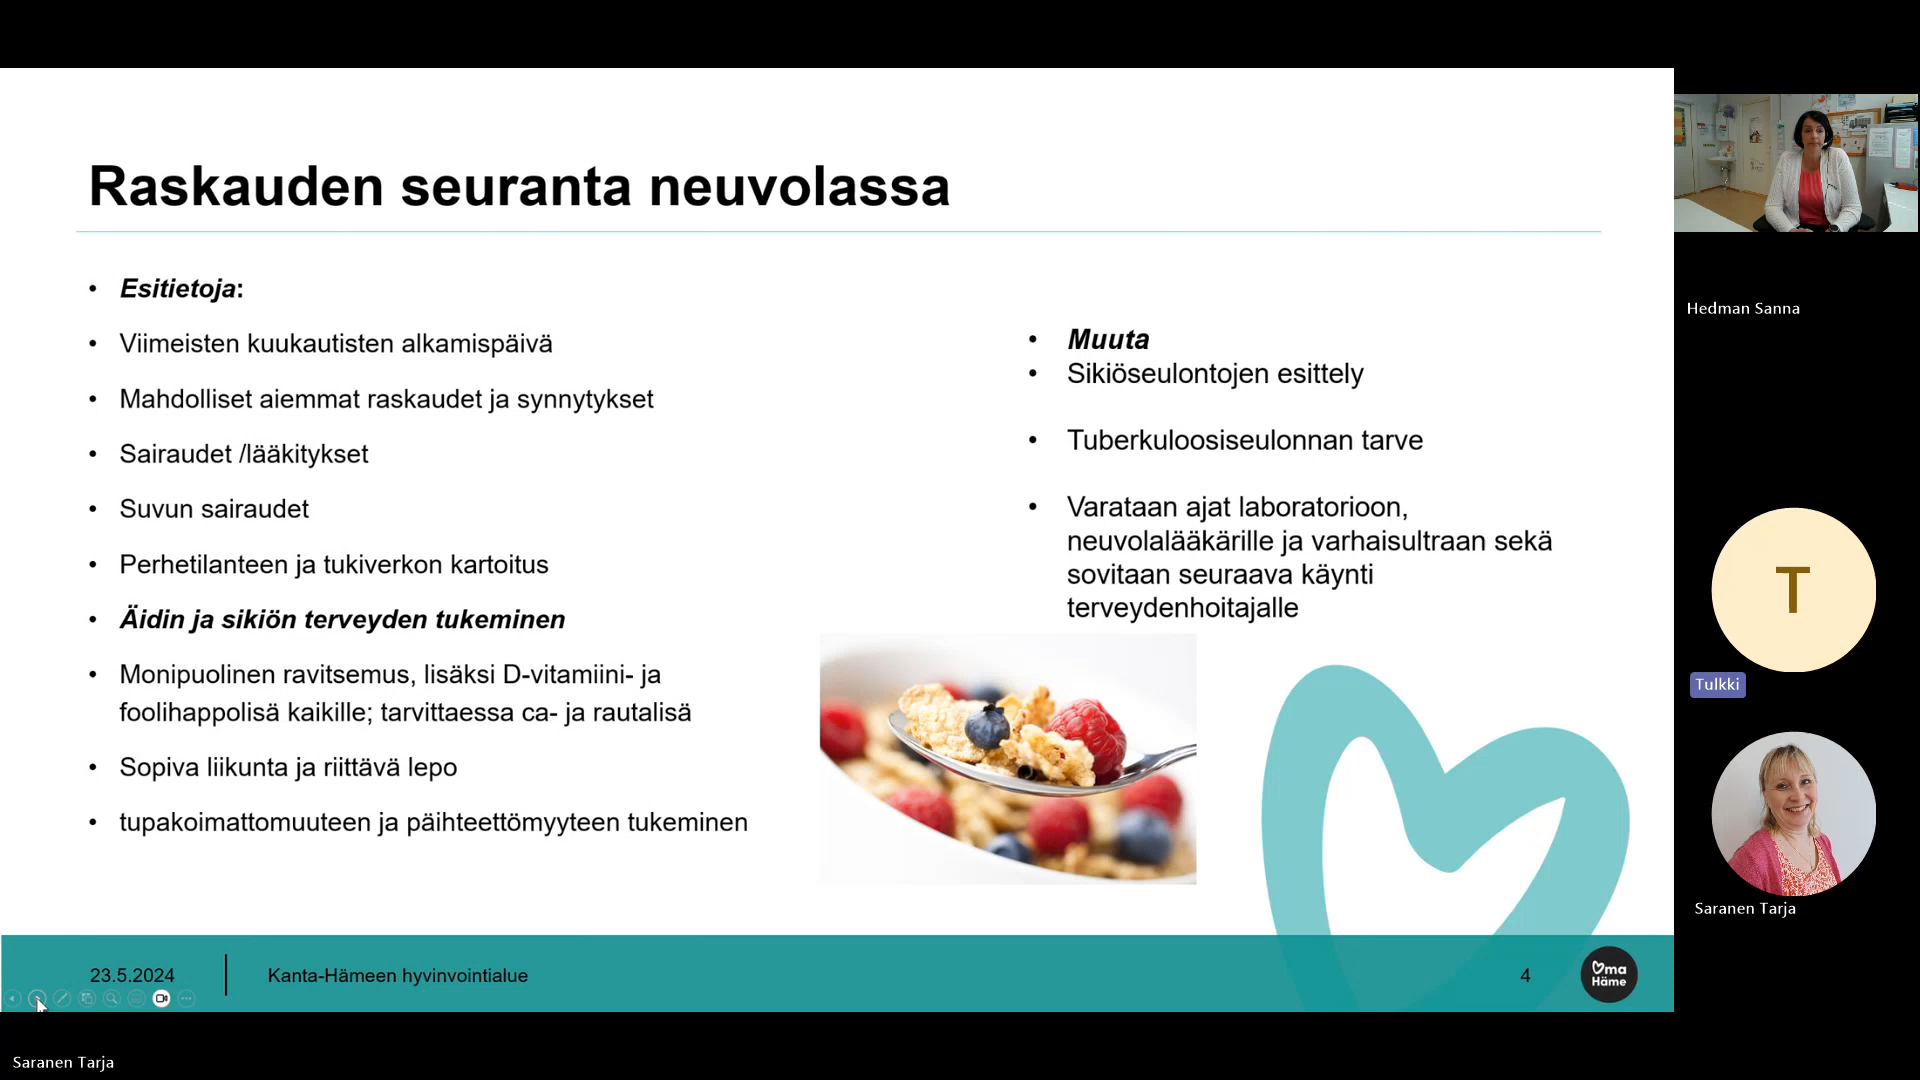 Raskauden seuranta neuvolassa
Esitietoja:
Viimeisten kuukautisten alkamispäivä
Mahdolliset aiemmat raskaudet ja synnytykset
Sairaudet /lääkitykset
Suvun sairaudet
Perhetilanteen ja tukiverkon kartoitus
Äidin ja sikiön terveyden tukeminen
Monipuolinen ravitsemus, lisäksi D-vitamiini- ja
foolihappolisä kaikille; tarvittaessa ca- ja rautalisä
Sopiva liikunta ja riittävä lepo
tupakoimattomuuteen ja päihteettömyyteen tukeminen
Muuta
Sikiöseulontojen esittely
Tuberkuloosiseulonnan tarve
Varataan ajat laboratorioon,
neuvolalääkärille ja varhaisultraan sekä
sovitaan seuraava käynti
terveydenhoitajalle
23.5.2024
Kanta-Hämeen hyvinvointialue
4
Oma
Häme
Hedman Sanna
T
Tulkki
Saranen Tarja
Saranen Tarja